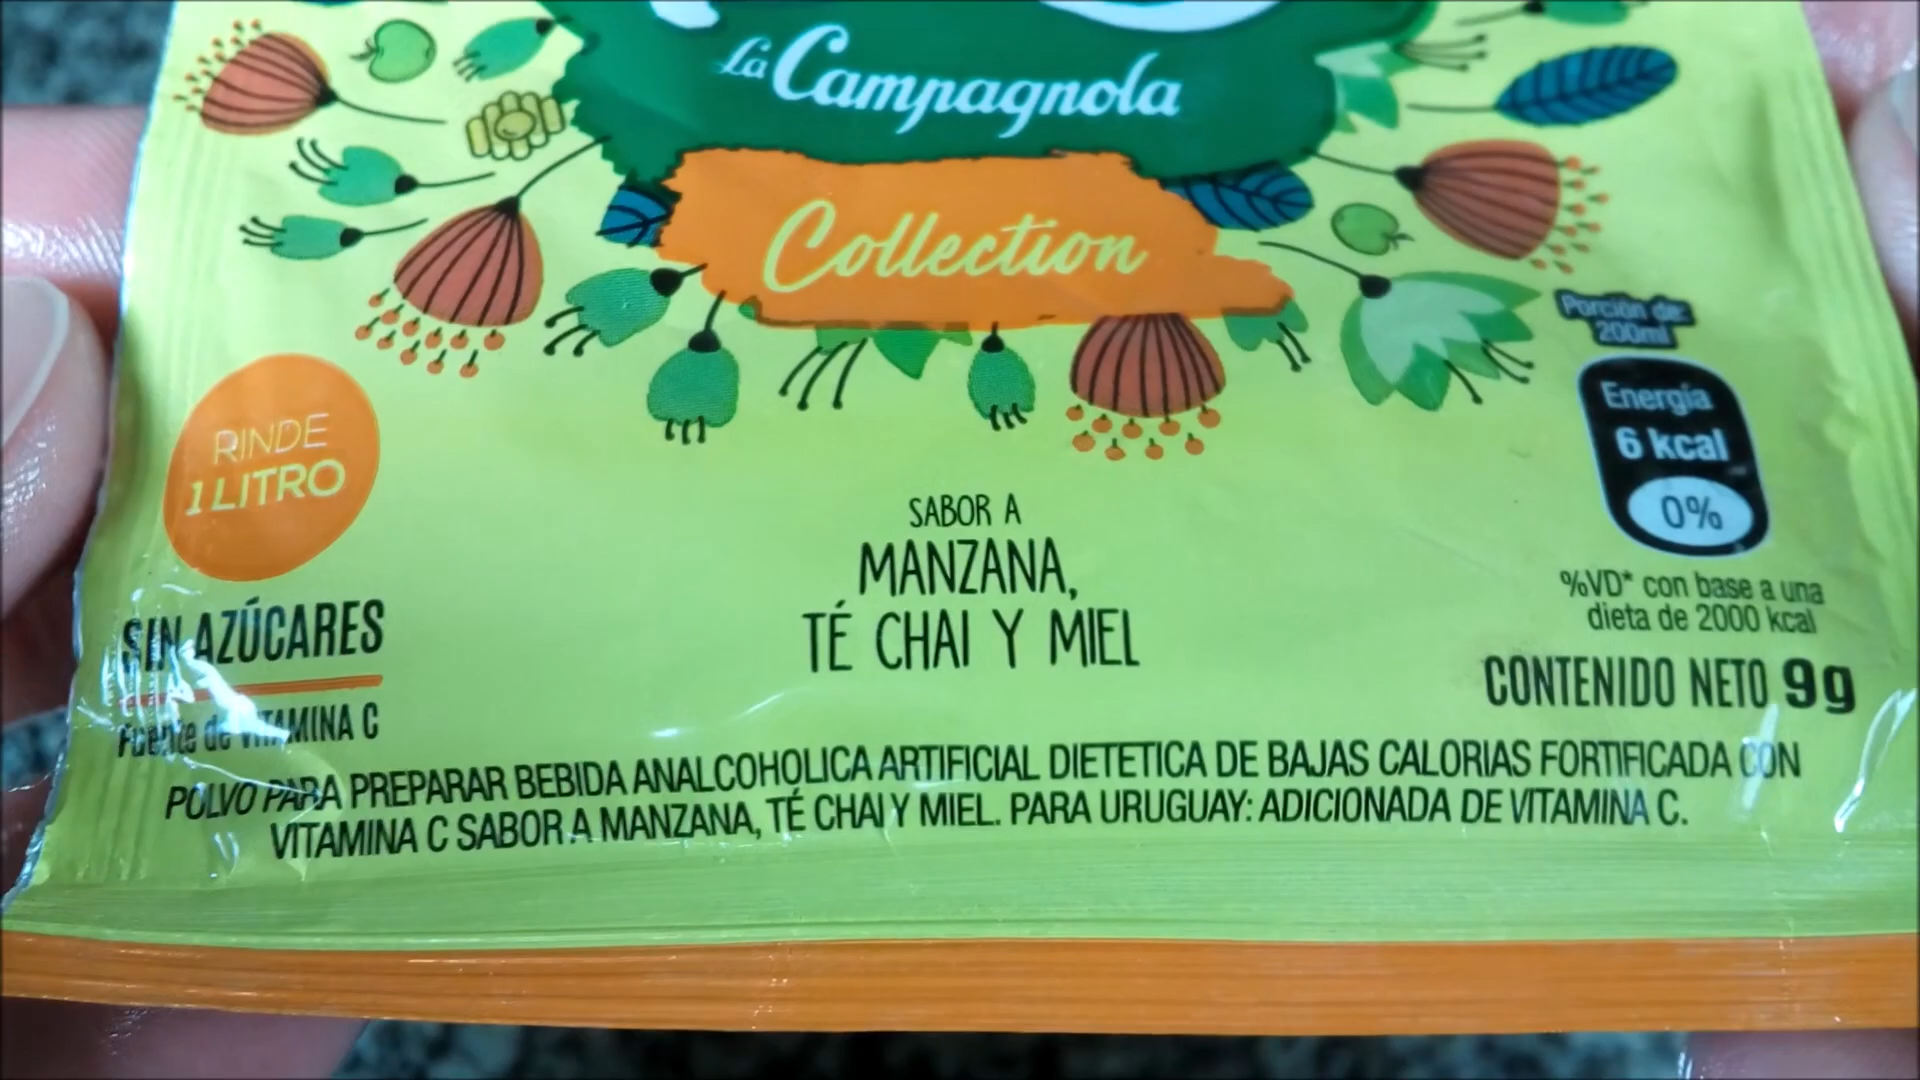 La Campagnola
Collection
Porción de:
200ml
Energía
6 kcal
0%
%VD* con base a una
dieta de 2000 kcal
RINDE
1 LITRO
SIN AZÚCARES
Fuente de VITAMINA C
SABOR A
MANZANA,
TÉ CHAI Y MIEL
CONTENIDO NETO 9g
POLVO PARA PREPARAR BEBIDA ANALCOHOLICA ARTIFICIAL DIETETICA DE BAJAS CALORIAS FORTIFICADA CON
VITAMINA C SABOR A MANZANA, TÉ CHAI Y MIEL. PARA URUGUAY: ADICIONADA DE VITAMINA C.